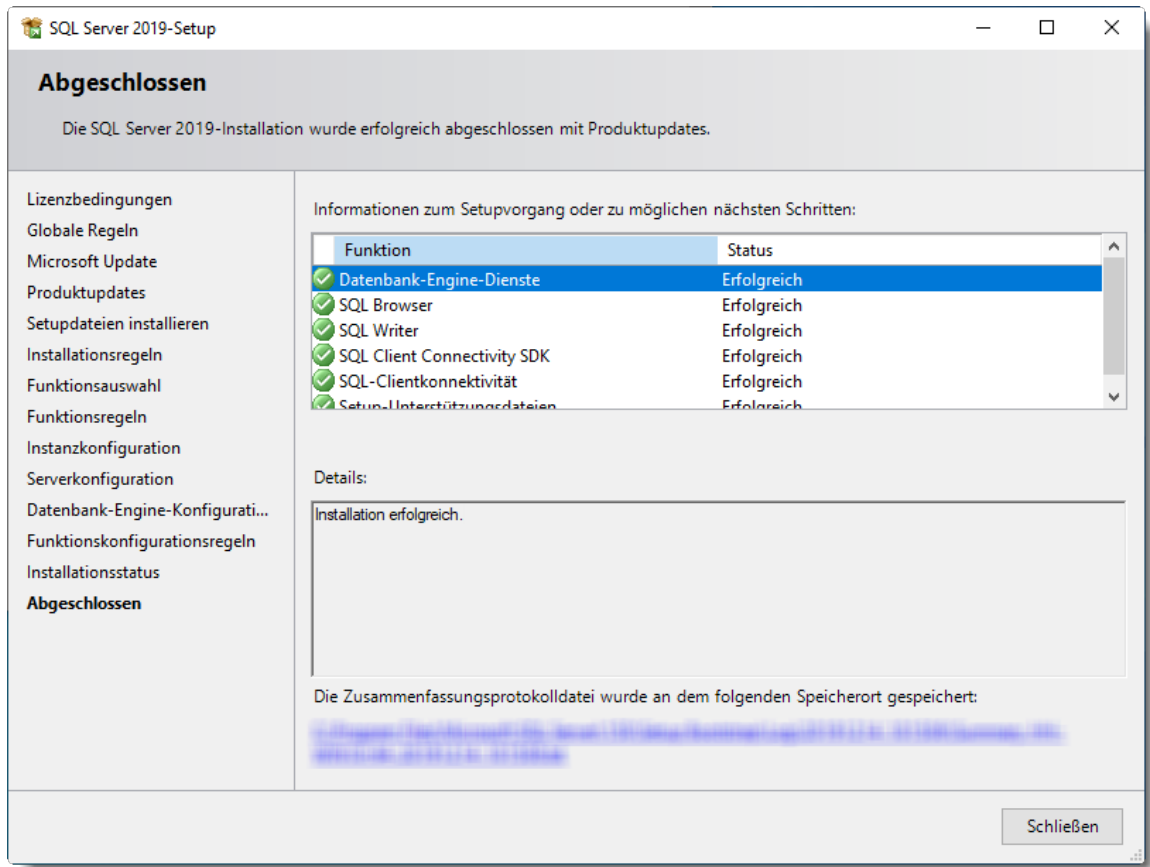 SQL Server 2019-Setup
Abgeschlossen
Die SQL Server 2019-Installation wurde erfolgreich abgeschlossen mit Produktupdates.
Lizenzbedingungen
Globale Regeln
Microsoft Update
Produktupdates
Setupdateien installieren
Installationsregeln
Funktionsauswahl
Funktionsregeln
Instanzkonfiguration
Serverkonfiguration
Datenbank-Engine-Konfigurati...
Funktionskonfigurationsregeln
Installationsstatus
Abgeschlossen
Informationen zum Setupvorgang oder zu möglichen nächsten Schritten:
Funktion Status
Datenbank-Engine-Dienste Erfolgreich
SQL Browser Erfolgreich
SQL Writer Erfolgreich
SQL Client Connectivity SDK Erfolgreich
SQL-Clientkonnektivität Erfolgreich
Setup-Unterstützungsdateien Erfolgreich
Details:
Installation erfolgreich.
Die Zusammenfassungsprotokolldatei wurde an dem folgenden Speicherort gespeichert:
Schließen